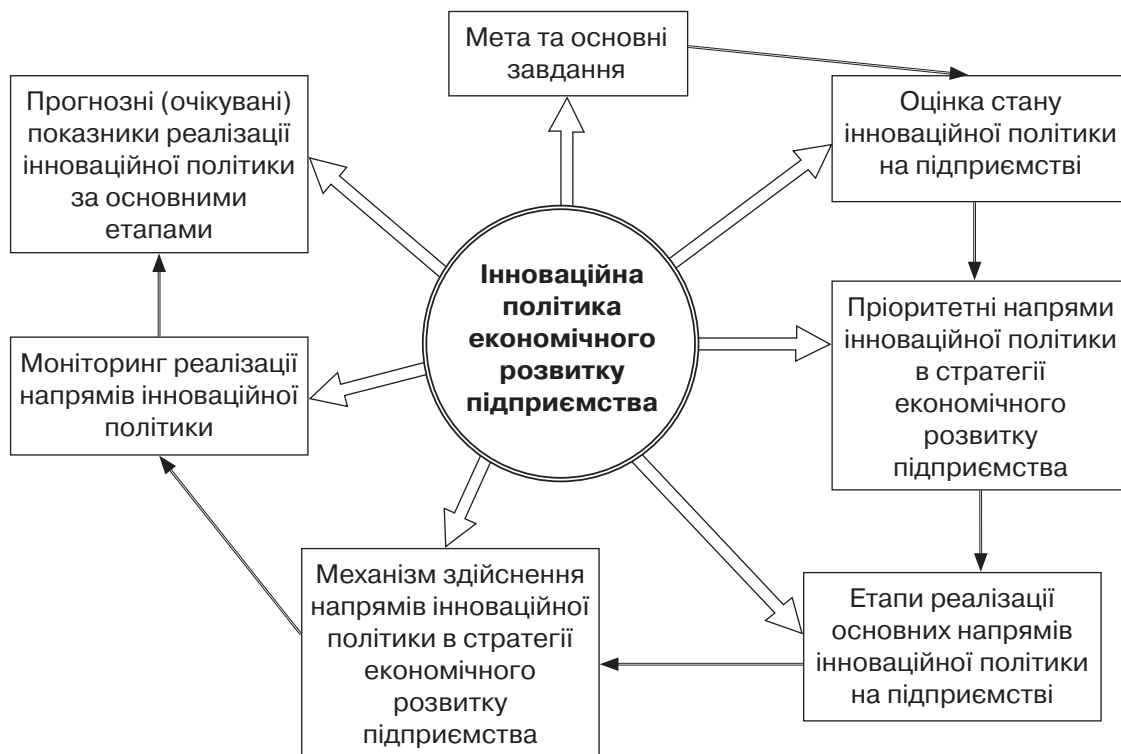 Мета та основні
завдання
Прогнозні (очікувані)
показники реалізації
інноваційної політики
за основними
етапами
Оцінка стану
інноваційної політики
на підприємстві
Інноваційна
політика
економічного
розвитку
підприємства
Пріоритетні напрями
інноваційної політики
в стратегії
економічного
розвитку
підприємства
Моніторинг реалізації
напрямів інноваційної
політики
Механізм здійснення
напрямів інноваційної
політики в стратегії
економічного
розвитку
підприємства
Етапи реалізації
основних напрямів
інноваційної політики
на підприємстві